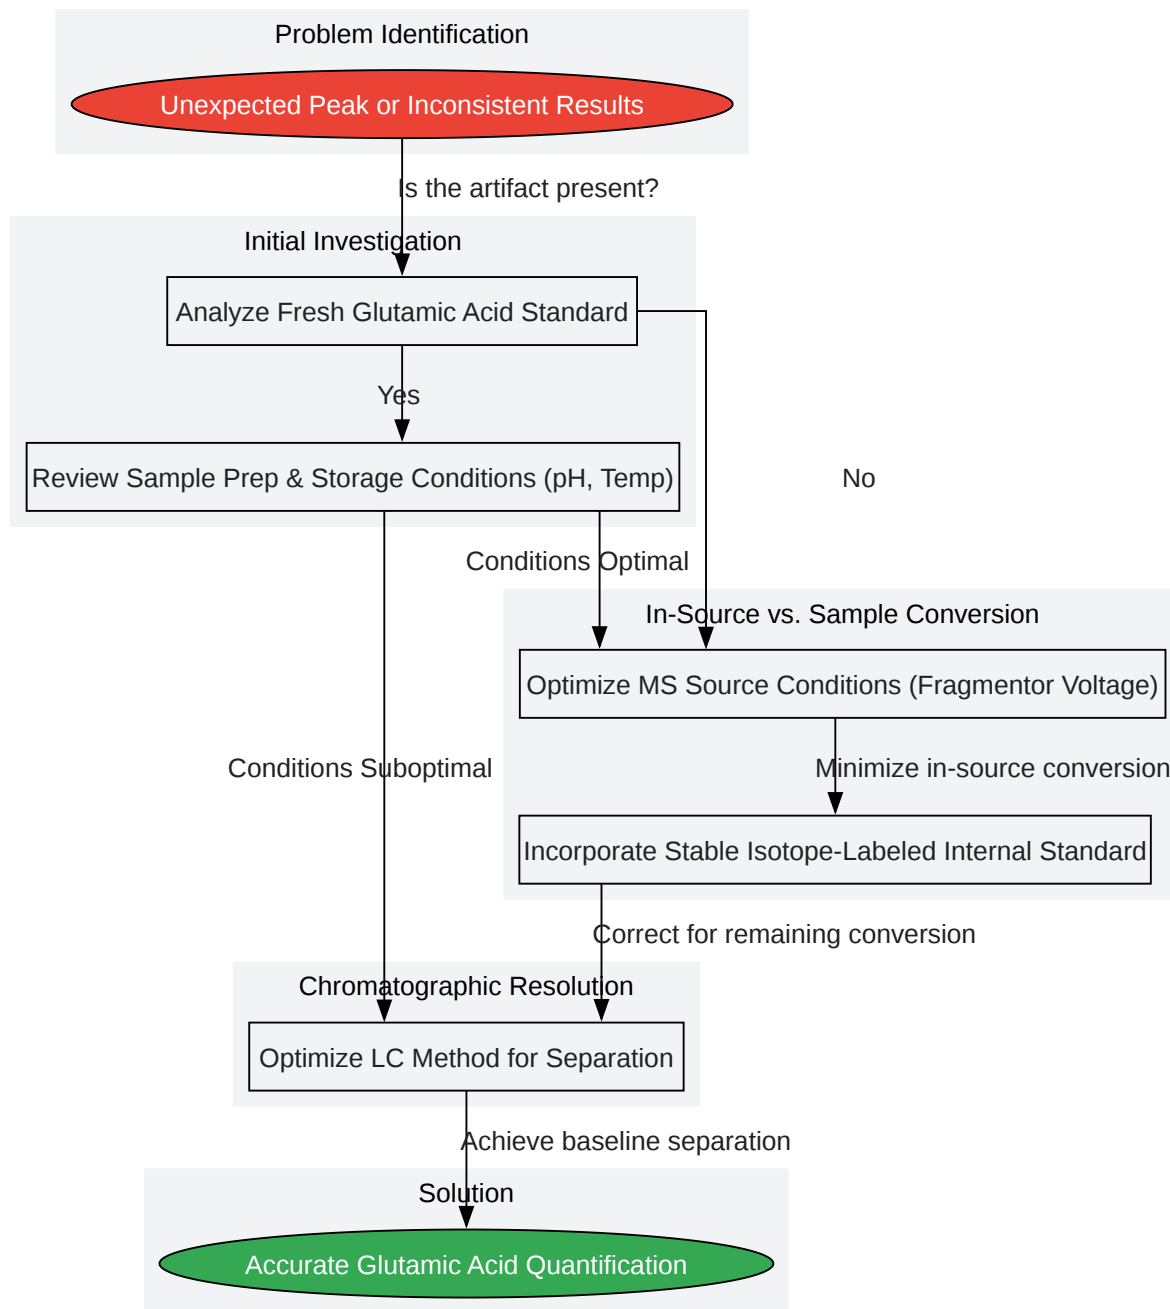 Problem Identification
Unexpected Peak or Inconsistent Results
Is the artifact present?
Initial Investigation
Analyze Fresh Glutamic Acid Standard
Yes
Review Sample Prep & Storage Conditions (pH, Temp)
No
Conditions Optimal
In-Source vs. Sample Conversion
Optimize MS Source Conditions (Fragmentor Voltage)
Conditions Suboptimal
Minimize in-source conversion
Incorporate Stable Isotope-Labeled Internal Standard
Correct for remaining conversion
Chromatographic Resolution
Optimize LC Method for Separation
Achieve baseline separation
Solution
Accurate Glutamic Acid Quantification